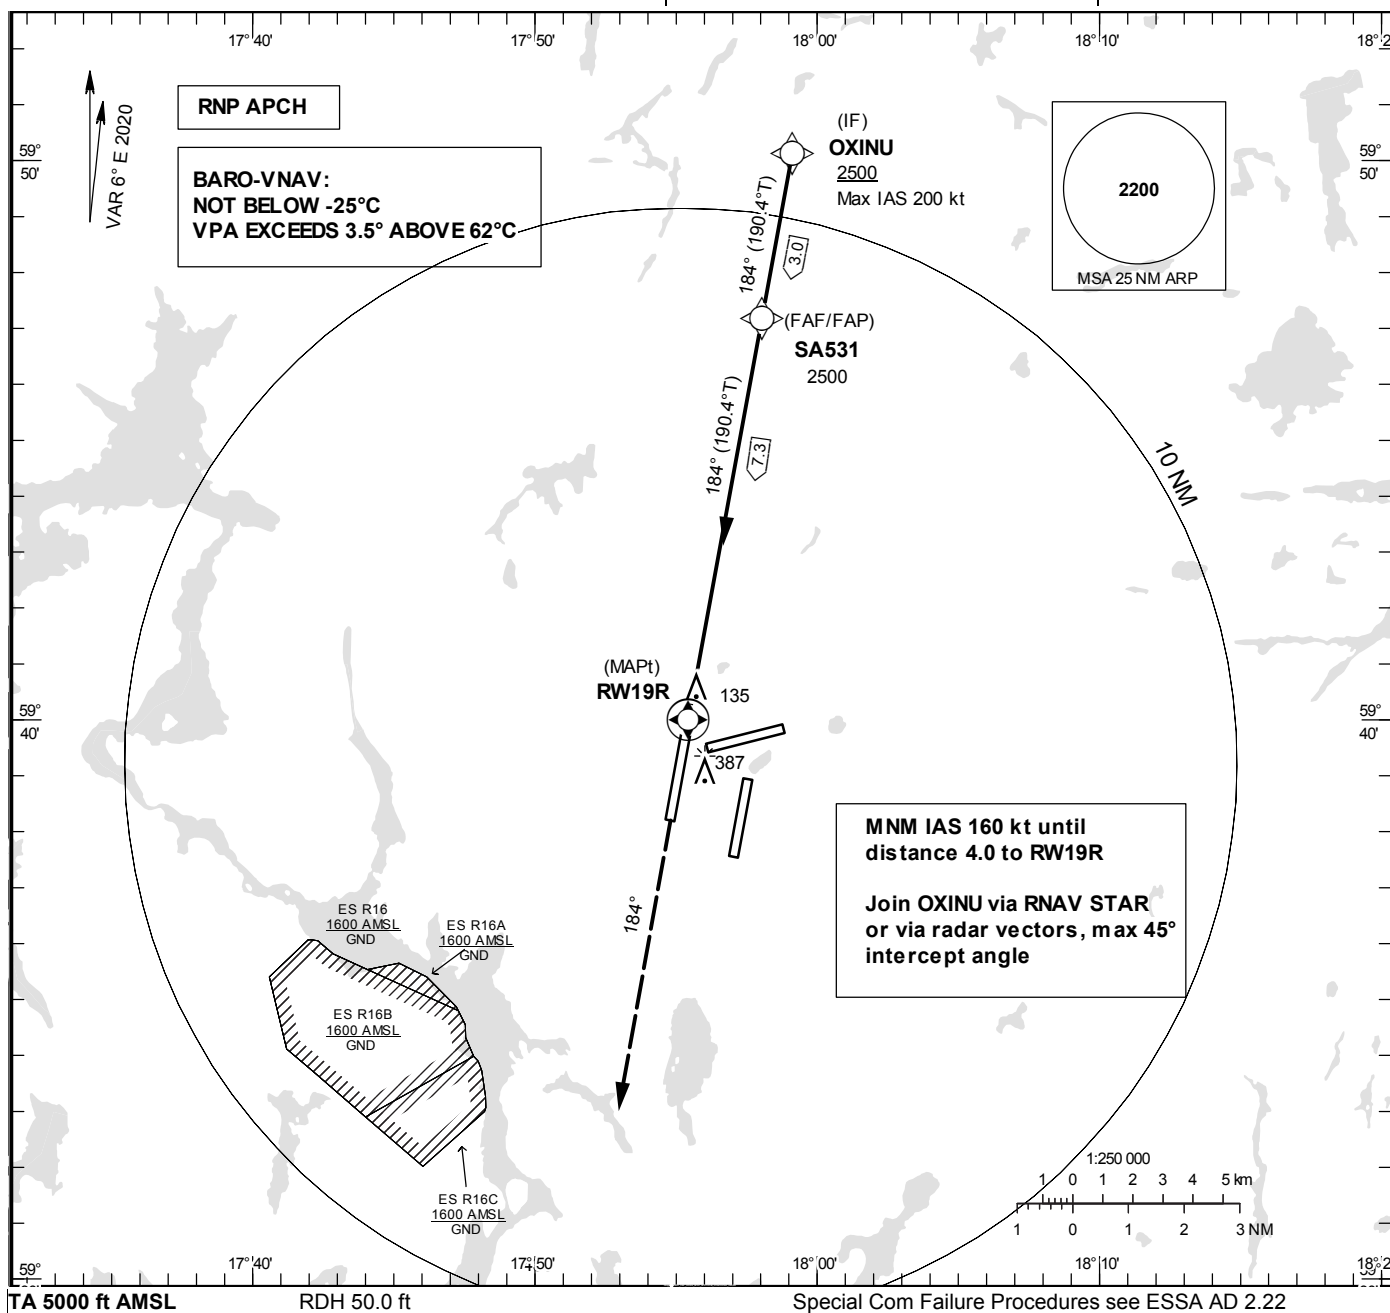 17°40'
17°50'
18°00'
18°10'
18°2
VAR 6° E 2020
RNP APCH
BARO-VNAV:
NOT BELOW -25°C
VPA EXCEEDS 3.5° ABOVE 62°C
(IF)
OXINU
2500
Max IAS 200 kt
2200
MSA 25 NM ARP
59°
50'
59°
50'
184° (190.4°T)
3.0
(FAF/FAP)
SA531
2500
184° (190.4°T)
7.3
10 NM
(MAPt)
RW19R
135
387
59°
40'
59°
40'
MNM IAS 160 kt until
distance 4.0 to RW19R
Join OXINU via RNAV STAR
or via radar vectors, max 45°
intercept angle
184°
ES R16
1600 AMSL
GND
ES R16A
1600 AMSL
GND
ES R16B
1600 AMSL
GND
ES R16C
1600 AMSL
GND
1:250 000
1 0 1 2 3 4 5 km
1 0 1 2 3 NM
59°
59°
17°40'
17°50'
18°00'
18°10'
18°2
TA 5000 ft AMSL
RDH 50.0 ft
Special Com Failure Procedures see ESSA AD 2.22